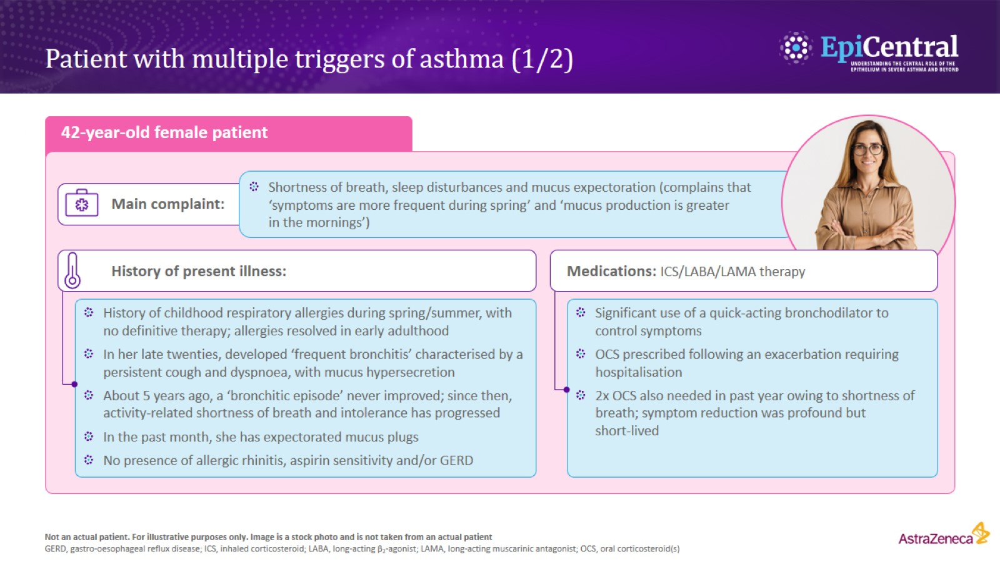 Patient with multiple triggers of asthma (1/2)
EpiCentral
UNDERSTANDING THE CENTRAL ROLE OF THE
EPITHELIUM IN SEVERE ASTHMA AND BEYOND
42-year-old female patient
Main complaint:
Shortness of breath, sleep disturbances and mucus expectoration (complains that
‘symptoms are more frequent during spring’ and ‘mucus production is greater
in the mornings’)
History of present illness:
History of childhood respiratory allergies during spring/summer, with
no definitive therapy; allergies resolved in early adulthood
In her late twenties, developed ‘frequent bronchitis’ characterised by a
persistent cough and dyspnoea, with mucus hypersecretion
About 5 years ago, a ‘bronchitic episode’ never improved; since then,
activity-related shortness of breath and intolerance has progressed
In the past month, she has expectorated mucus plugs
No presence of allergic rhinitis, aspirin sensitivity and/or GERD
Medications: ICS/LABA/LAMA therapy
Significant use of a quick-acting bronchodilator to
control symptoms
OCS prescribed following an exacerbation requiring
hospitalisation
2x OCS also needed in past year owing to shortness of
breath; symptom reduction was profound but
short-lived
Not an actual patient. For illustrative purposes only. Image is a stock photo and is not taken from an actual patient
GERD, gastro-oesophageal reflux disease; ICS, inhaled corticosteroid; LABA, long-acting β₂-agonist; LAMA, long-acting muscarinic antagonist; OCS, oral corticosteroid(s)
AstraZeneca